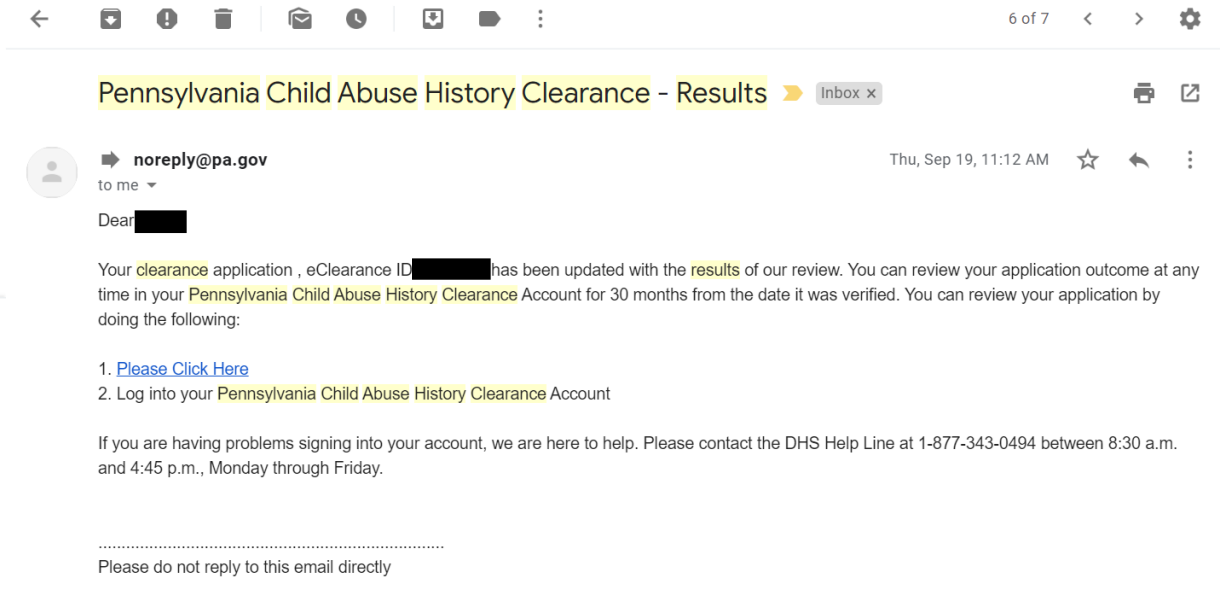 6 of 7
Pennsylvania Child Abuse History Clearance - Results
Inbox x
noreply@pa.gov
Thu, Sep 19, 11:12 AM
to me
Dear
Your clearance application , eClearance ID has been updated with the results of our review. You can review your application outcome at any
time in your Pennsylvania Child Abuse History Clearance Account for 30 months from the date it was verified. You can review your application by
doing the following:
1. Please Click Here
2. Log into your Pennsylvania Child Abuse History Clearance Account
If you are having problems signing into your account, we are here to help. Please contact the DHS Help Line at 1-877-343-0494 between 8:30 a.m.
and 4:45 p.m., Monday through Friday.
...........................................................................
Please do not reply to this email directly